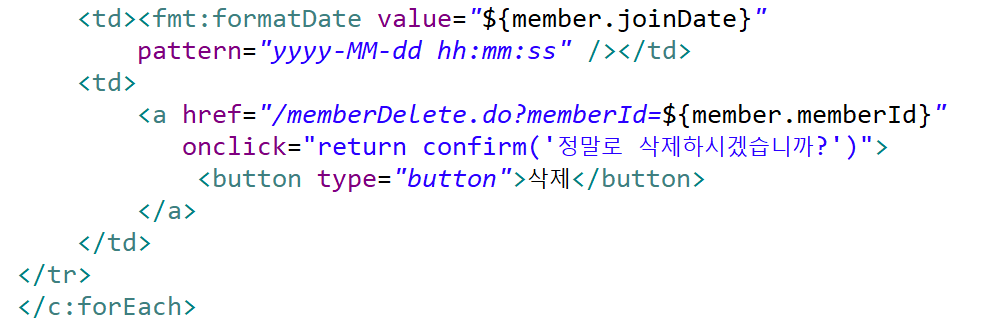 <td><fmt:formatDate value="${member.joinDate}"
pattern="yyyy-MM-dd hh:mm:ss" /></td>
<td>
<a href="/memberDelete.do?memberId=${member.memberId}"
onclick="return confirm('정말로 삭제하시겠습니까?')">
<button type="button">삭제</button>
</a>
</td>
</tr>
</c:forEach>